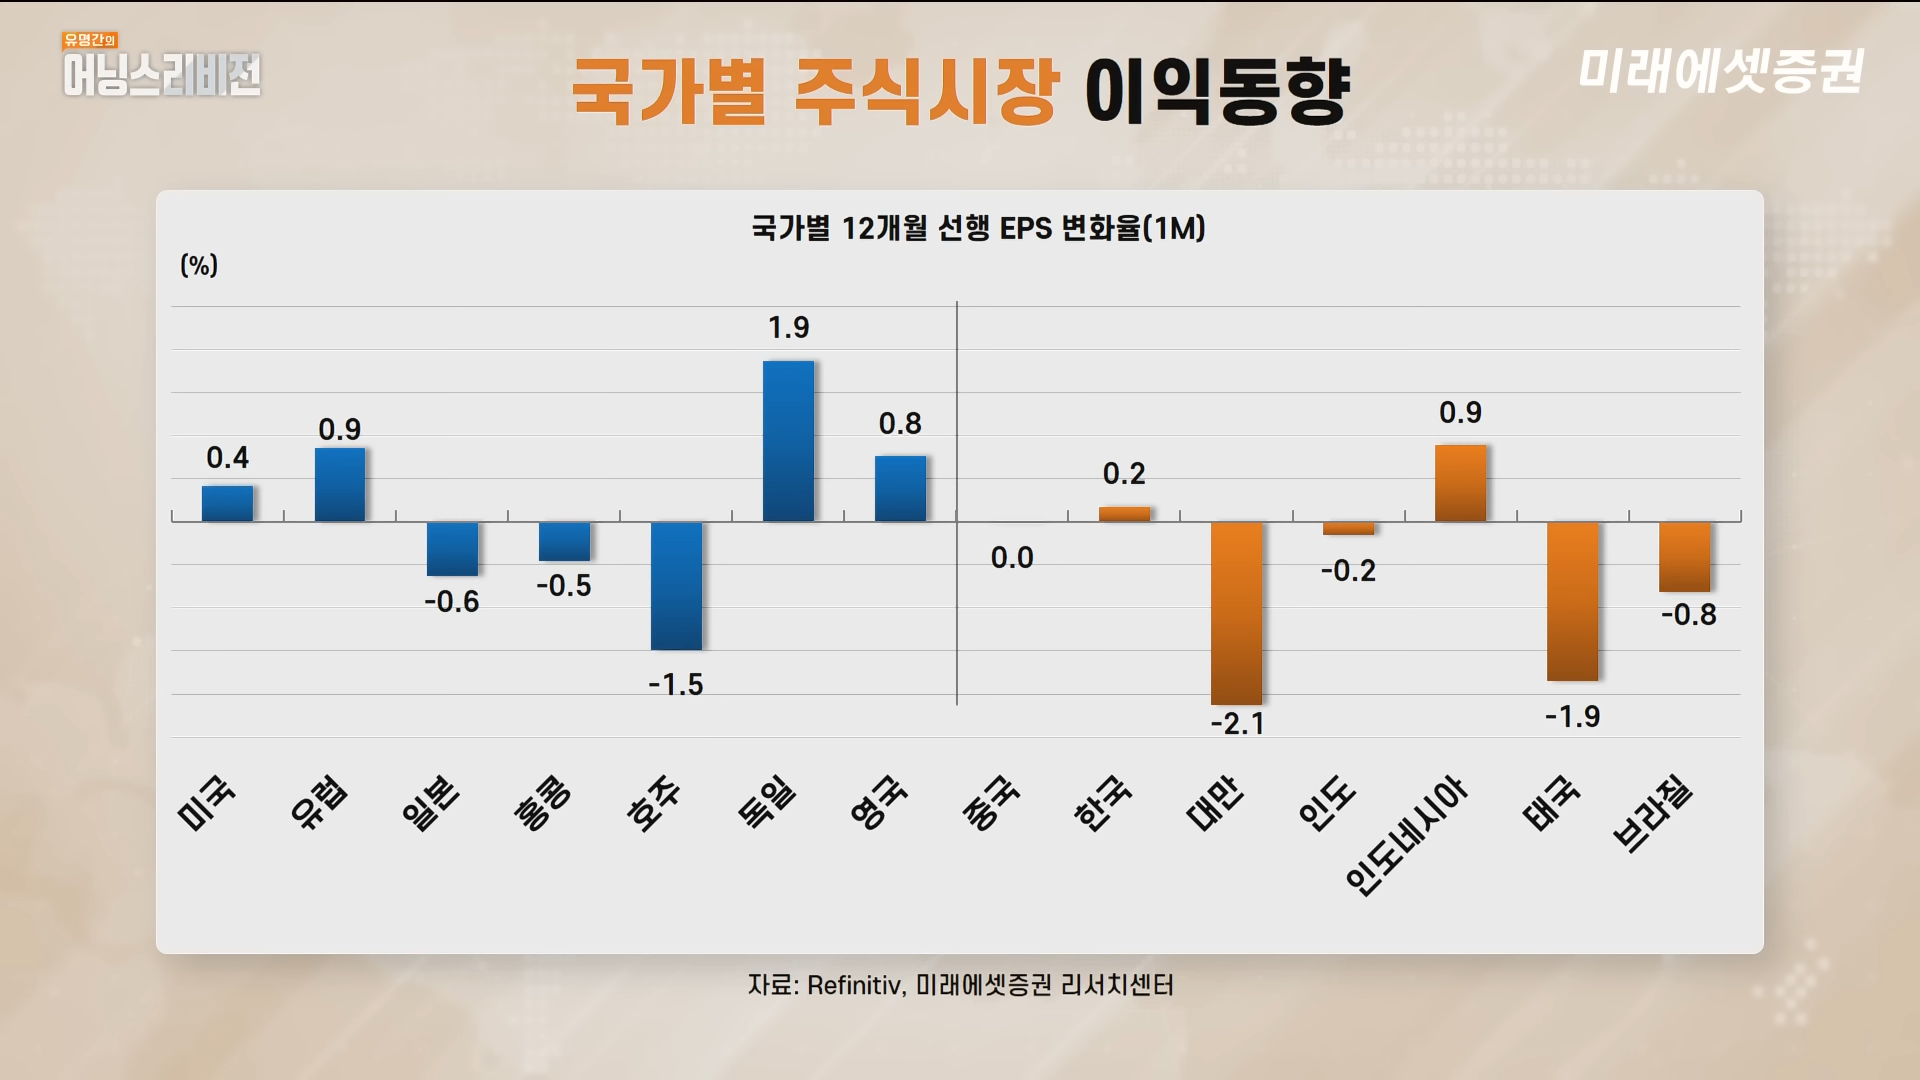 유명간의
어닝스리비전
국가별 주식시장 이익동향
미래에셋증권
국가별 12개월 선행 EPS 변화율(1M)
(%)
0.4
0.9
-0.6
-0.5
-1.5
1.9
0.8
0.0
0.2
-2.1
-0.2
0.9
-1.9
-0.8
미국
유럽
일본
홍콩
호주
독일
영국
중국
한국
대만
인도
인도네시아
태국
브라질
자료: Refinitiv, 미래에셋증권 리서치센터